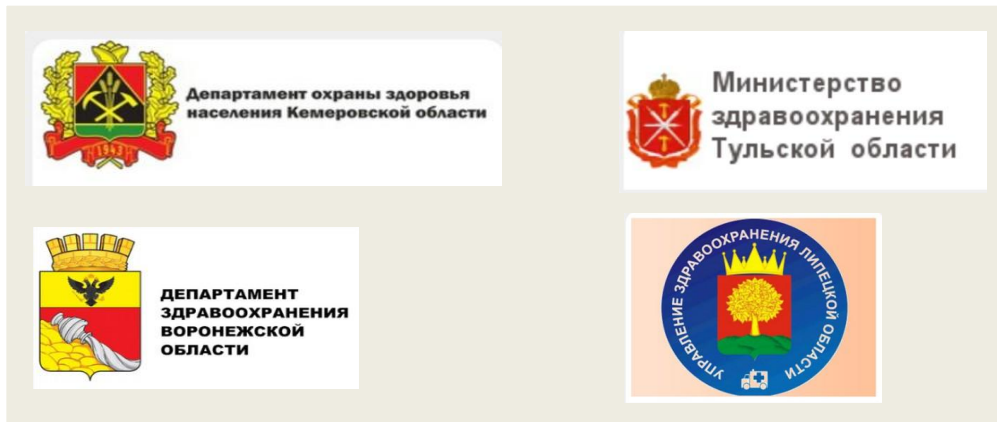 Департамент охраны здоровья
населения Кемеровской области
1943
Министерство
здравоохранения
Тульской области
ДЕПАРТАМЕНТ
ЗДРАВООХРАНЕНИЯ
ВОРОНЕЖСКОЙ
ОБЛАСТИ
УПРАВЛЕНИЕ ЗДРАВООХРАНЕНИЯ ЛИПЕЦКОЙ ОБЛАСТИ